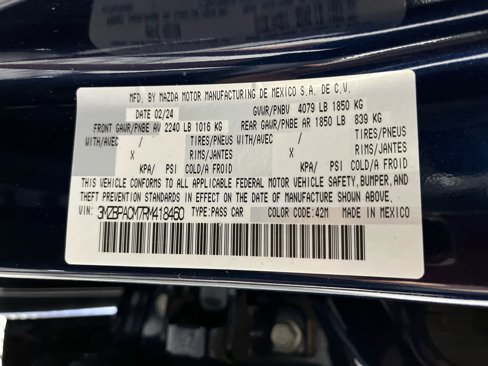 MFD. BY MAZDA MOTOR MANUFACTURING DE MEXICO S.A. DE C.V.
DATE 02/24 GVWR/PNBV 4079 LB 1850 KG
FRONT GAWR/PNBE AV 2240 LB 1016 KG REAR GAWR/PNBE AR 1850 LB 839 KG
WITH/AVEC / TIRES/PNEUS WITH/AVEC / TIRES/PNEUS
X RIMS/JANTES X RIMS/JANTES
KPA/ PSI COLD/A FROID KPA/ PSI COLD/A FROID
THIS VEHICLE CONFORMS TO ALL APPLICABLE FEDERAL MOTOR VEHICLE SAFETY, BUMPER, AND
THEFT PREVENTION STANDARDS IN EFFECT ON THE DATE OF MANUFACTURE SHOWN ABOVE.
VIN: 3MZBPACM7RM418450 TYPE:PASS CAR COLOR: 42M MADE IN MEXICO